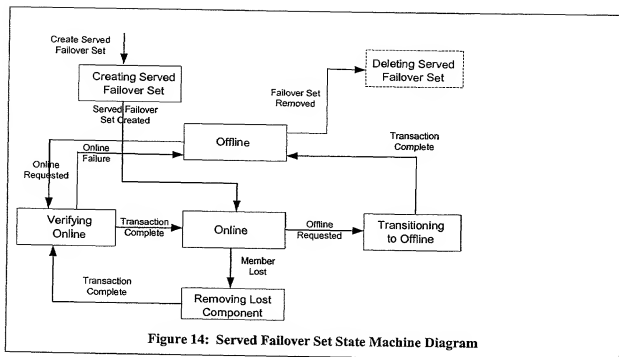 Create Served
Failover Set
Creating Served
Failover Set
Deleting Served
Failover Set
Failover Set
Removed
Served Failover
Set Created
Offline
Transaction
Complete
Online
Failure
Online
Requested
Verifying
Online
Transaction
Complete
Online
Offline
Requested
Transitioning
to Offline
Member
Lost
Transaction
Complete
Removing Lost
Component
Figure 14: Served Failover Set State Machine Diagram